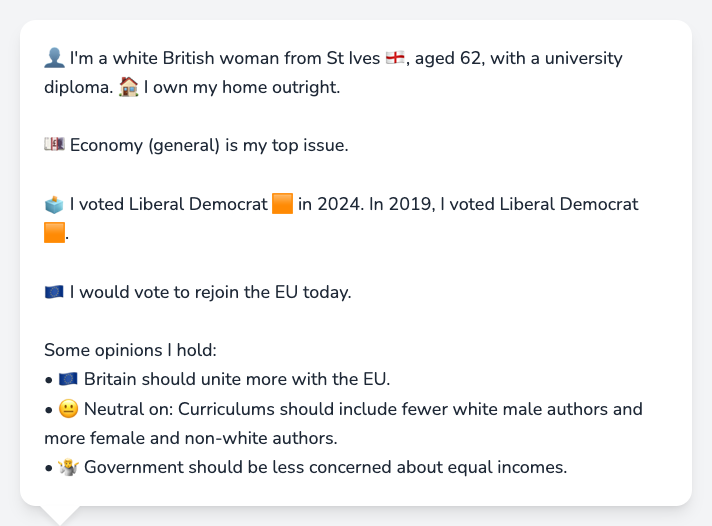 👤 I'm a white British woman from St Ives 🏴󠁧󠁢󠁥󠁮󠁧󠁿, aged 62, with a university
diploma. 🏠 I own my home outright.
💷 Economy (general) is my top issue.
🗳️ I voted Liberal Democrat 🟧 in 2024. In 2019, I voted Liberal Democrat
🟧.
🇪🇺 I would vote to rejoin the EU today.
Some opinions I hold:
• 🇪🇺 Britain should unite more with the EU.
• 😐 Neutral on: Curriculums should include fewer white male authors and
more female and non-white authors.
• 🤷 Government should be less concerned about equal incomes.